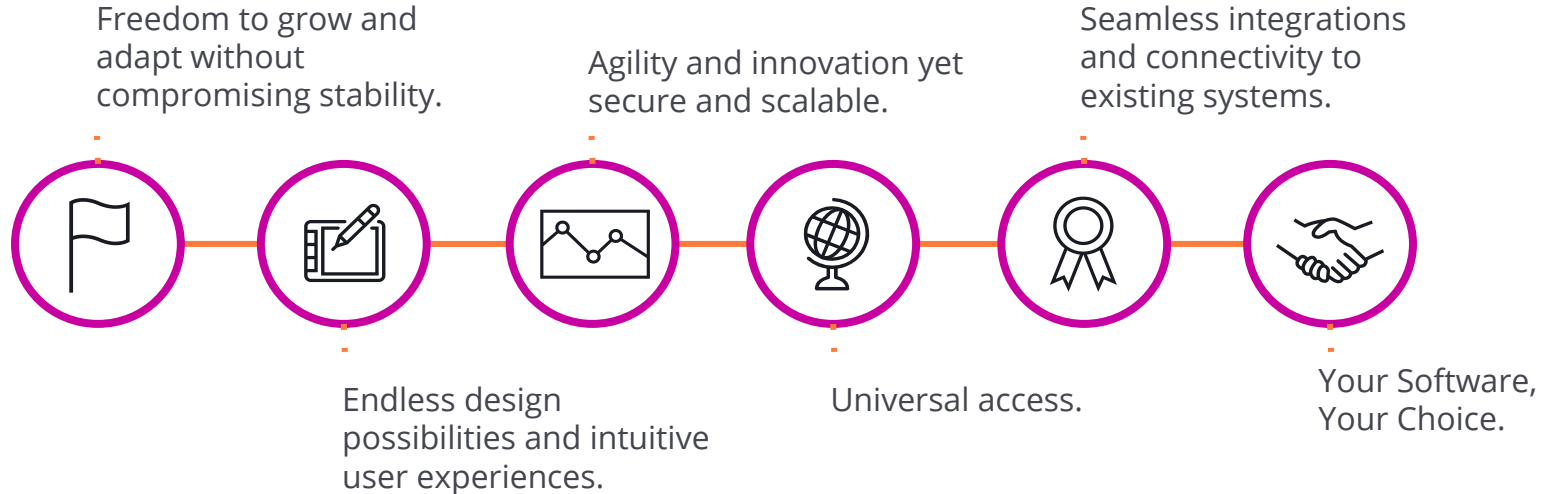 Freedom to grow and
adapt without
compromising stability.
Endless design
possibilities and intuitive
user experiences.
Agility and innovation yet
secure and scalable.
Universal access.
Seamless integrations
and connectivity to
existing systems.
Your Software,
Your Choice.